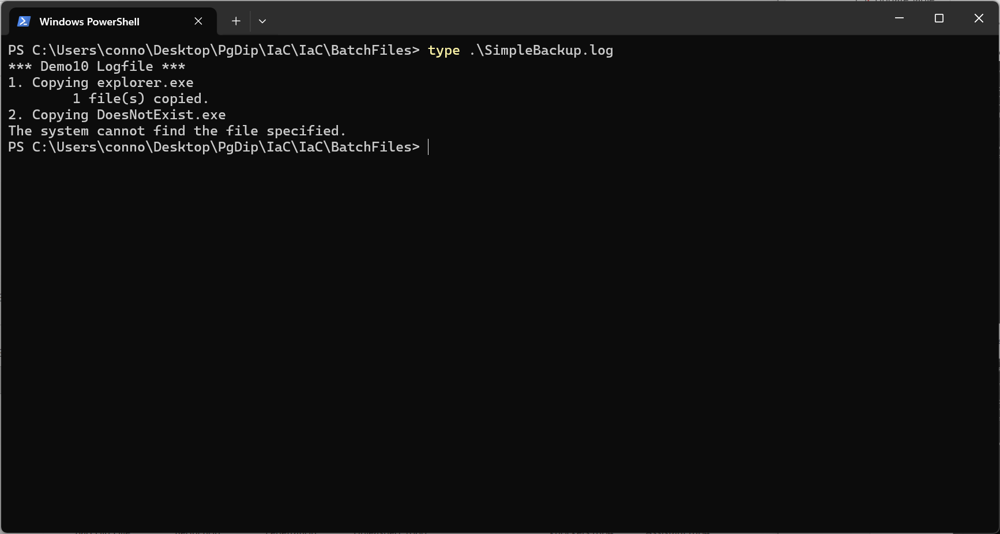 Windows PowerShell
PS C:\Users\conno\Desktop\PgDip\IaC\IaC\BatchFiles> type .\SimpleBackup.log
*** Demo10 Logfile ***
1. Copying explorer.exe
        1 file(s) copied.
2. Copying DoesNotExist.exe
The system cannot find the file specified.
PS C:\Users\conno\Desktop\PgDip\IaC\IaC\BatchFiles>